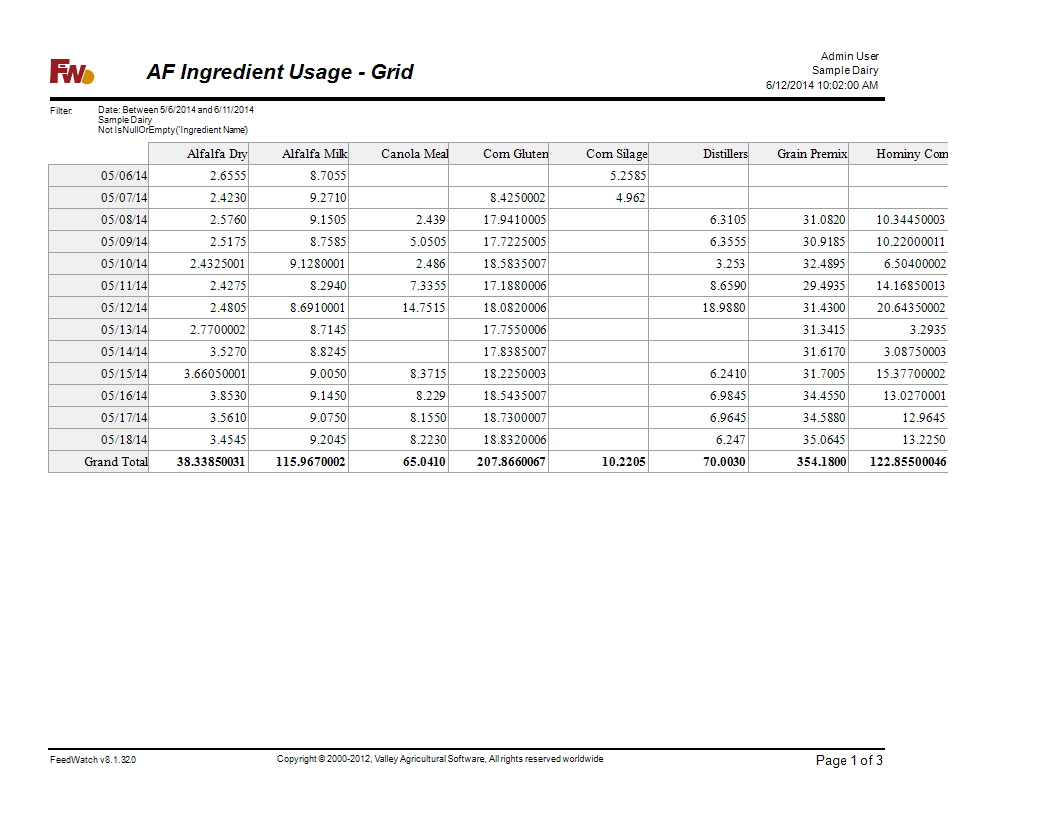 FW
AF Ingredient Usage - Grid
Admin User
Sample Dairy
6/12/2014 10:02:00 AM
Filter: Date: Between 5/6/2014 and 6/11/2014
Sample Dairy
Not IsNullOrEmpty('Ingredient Name')
Alfalfa Dry Alfalfa Milk Canola Meal Corn Gluten Corn Silage Distillers Grain Premix Hominy Corn
05/06/14 2.6555 8.7055 5.2585
05/07/14 2.4230 9.2710 8.4250002 4.962
05/08/14 2.5760 9.1505 2.439 17.9410005 6.3105 31.0820 10.34450003
05/09/14 2.5175 8.7585 5.0505 17.7225005 6.3555 30.9185 10.22000011
05/10/14 2.4325001 9.1280001 2.486 18.5835007 3.253 32.4895 6.50400002
05/11/14 2.4275 8.2940 7.3355 17.1880006 8.6590 29.4935 14.16850013
05/12/14 2.4805 8.6910001 14.7515 18.0820006 18.9880 31.4300 20.64350002
05/13/14 2.7700002 8.7145 17.7550006 31.3415 3.2935
05/14/14 3.5270 8.8245 17.8385007 31.6170 3.08750003
05/15/14 3.66050001 9.0050 8.3715 18.2250003 6.2410 31.7005 15.37700002
05/16/14 3.8530 9.1450 8.229 18.5435007 6.9845 34.4550 13.0270001
05/17/14 3.5610 9.0750 8.1550 18.7300007 6.9645 34.5880 12.9645
05/18/14 3.4545 9.2045 8.2230 18.8320006 6.247 35.0645 13.2250
Grand Total 38.33850031 115.9670002 65.0410 207.8660067 10.2205 70.0030 354.1800 122.85500046
FeedWatch v8.1.32.0 Copyright © 2000-2012, Valley Agricultural Software, All rights reserved worldwide Page 1 of 3